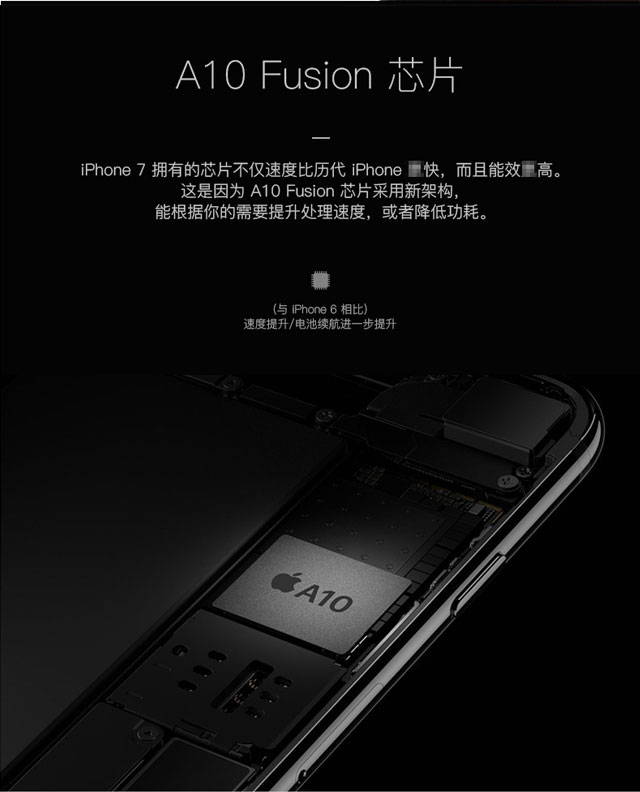 A10 Fusion 芯片
iPhone 7 拥有的芯片不仅速度比历代 iPhone 快，而且能效高。
这是因为 A10 Fusion 芯片采用新架构，
能根据你的需要提升处理速度，或者降低功耗。
(与 iPhone 6 相比)
速度提升/电池续航进一步提升
A10